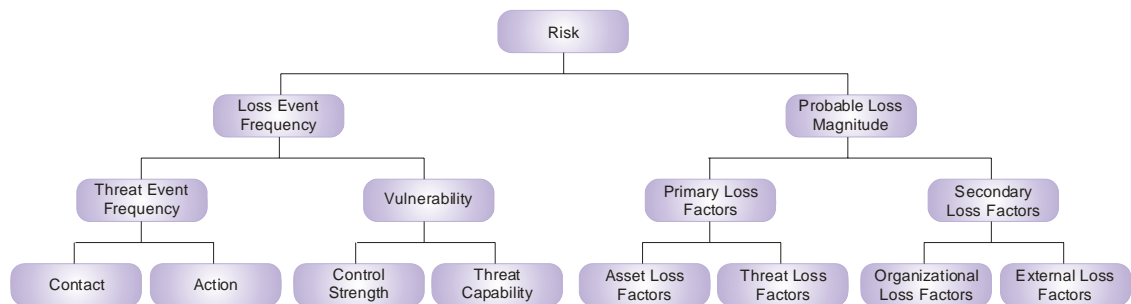 Risk
Loss Event
Frequency
Probable Loss
Magnitude
Threat Event
Frequency
Vulnerability
Primary Loss
Factors
Secondary
Loss Factors
Contact
Action
Control
Strength
Threat
Capability
Asset Loss
Factors
Threat Loss
Factors
Organizational
Loss Factors
External Loss
Factors